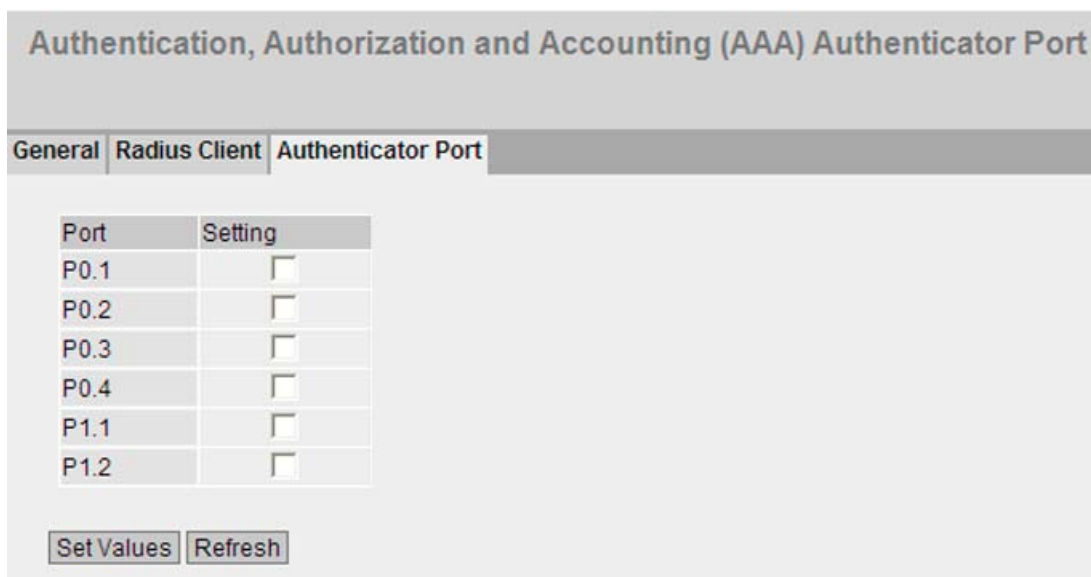 Authentication, Authorization and Accounting (AAA) Authenticator Port
General Radius Client Authenticator Port
Port Setting
P0.1
P0.2
P0.3
P0.4
P1.1
P1.2
Set Values Refresh